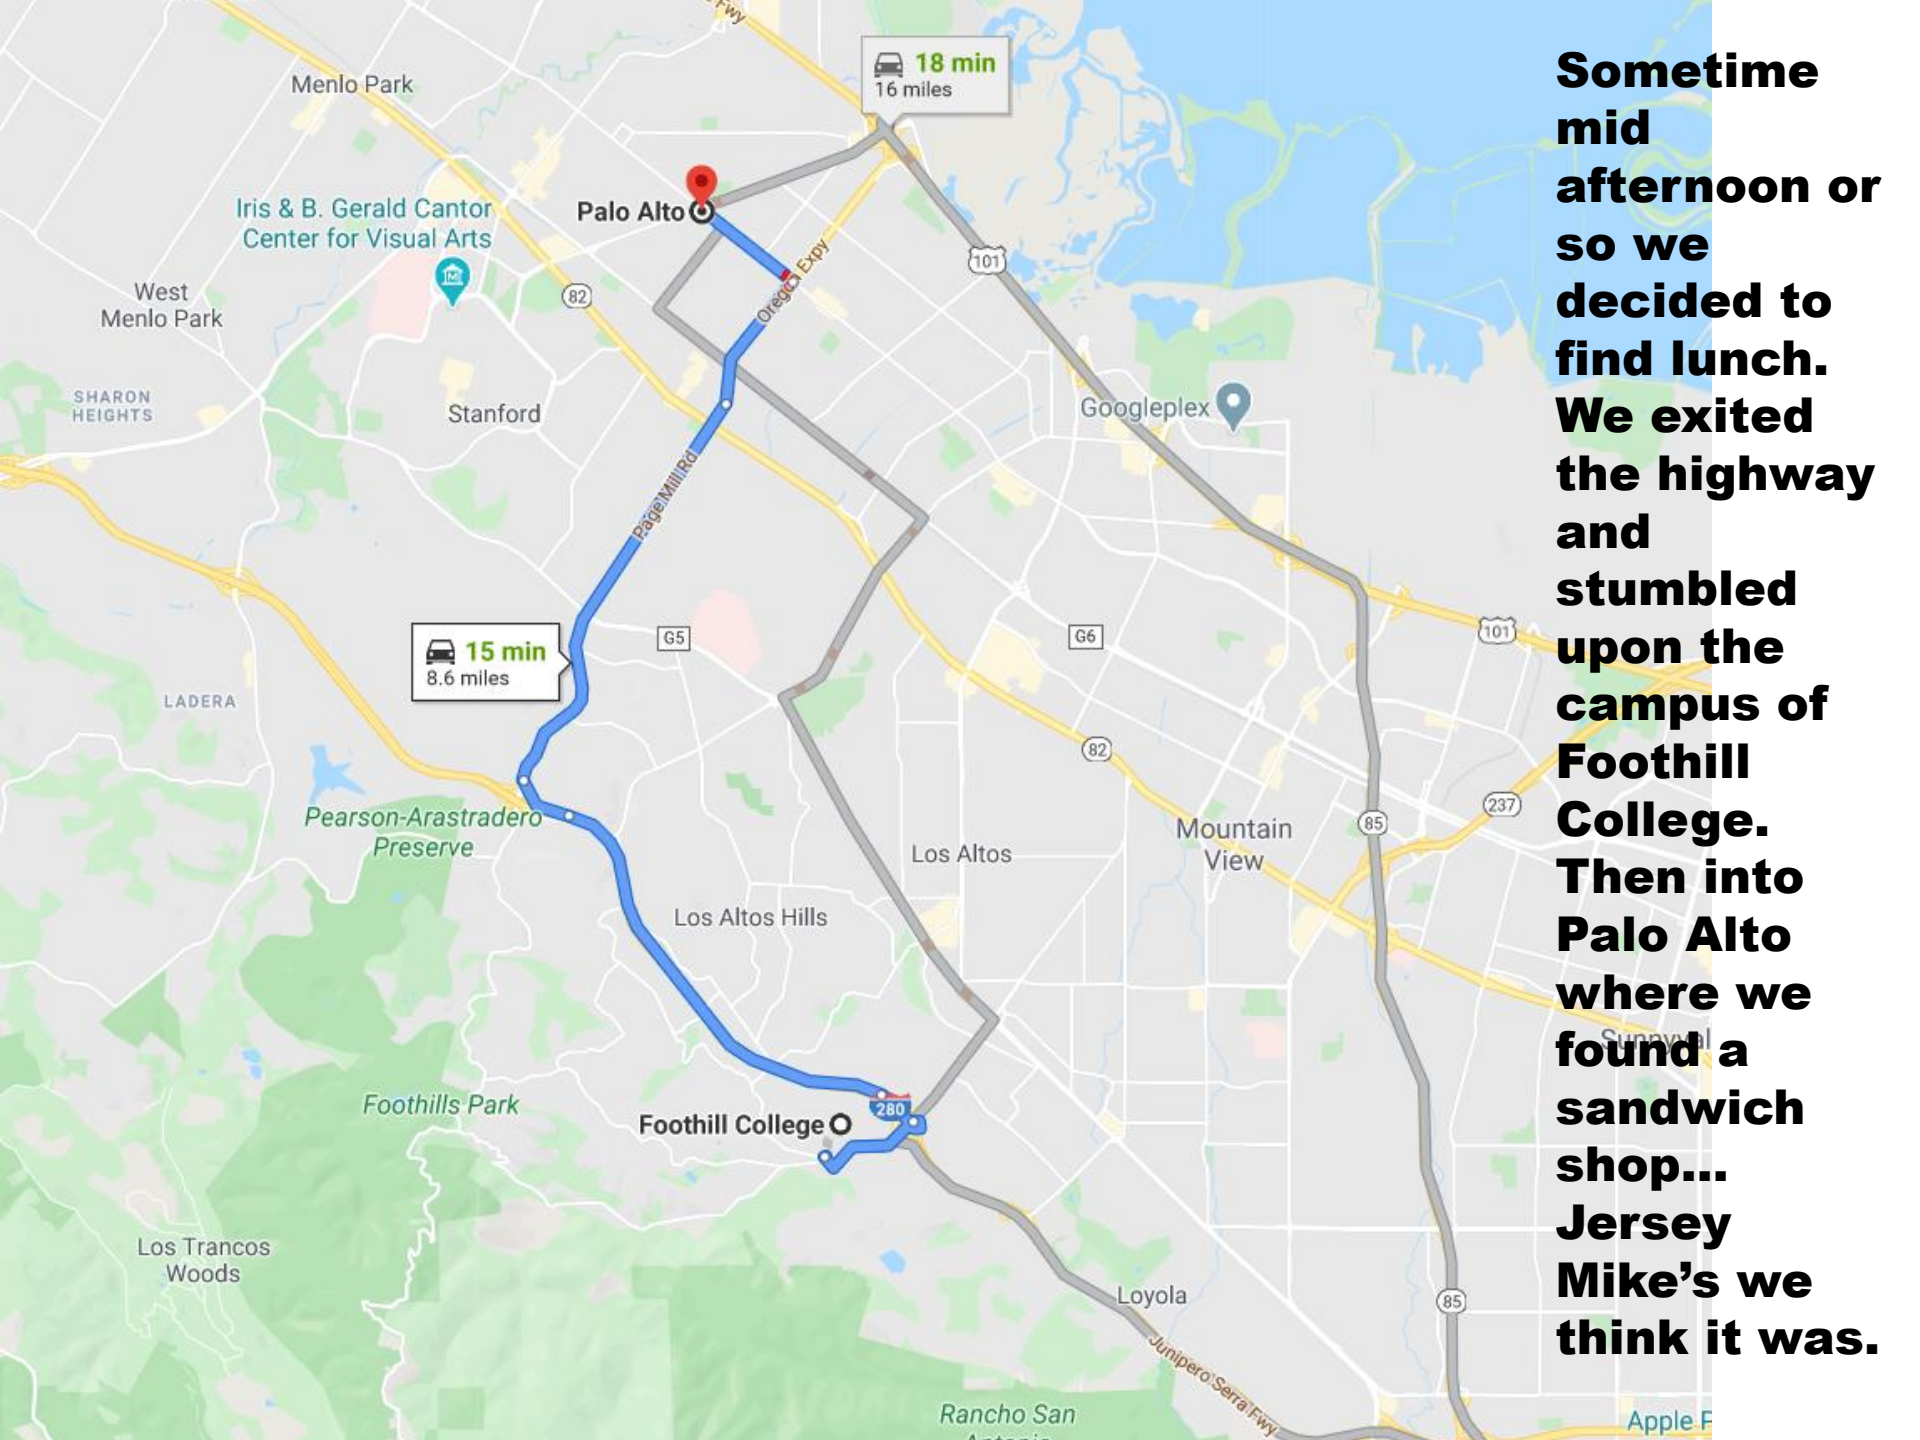 Fwy
18 min
16 miles
Menlo Park
Iris & B. Gerald Cantor
Center for Visual Arts
Palo Alto
Oregon Expy
101
West
Menlo Park
82
SHARON
HEIGHTS
Stanford
Googleplex
Page Mill Rd
15 min
8.6 miles
G5
G6
101
LADERA
82
237
85
Pearson-Arastradero
Preserve
Mountain
View
Los Altos
Los Altos Hills
Foothills Park
280
Foothill College
Los Trancos
Woods
Loyola
85
Junipero Serra Fwy
Rancho San
Apple
Sometime
mid
afternoon or
so we
decided to
find lunch.
We exited
the highway
and
stumbled
upon the
campus of
Foothill
College.
Then into
Palo Alto
where we
found a
sandwich
shop...
Jersey
Mike’s we
think it was.